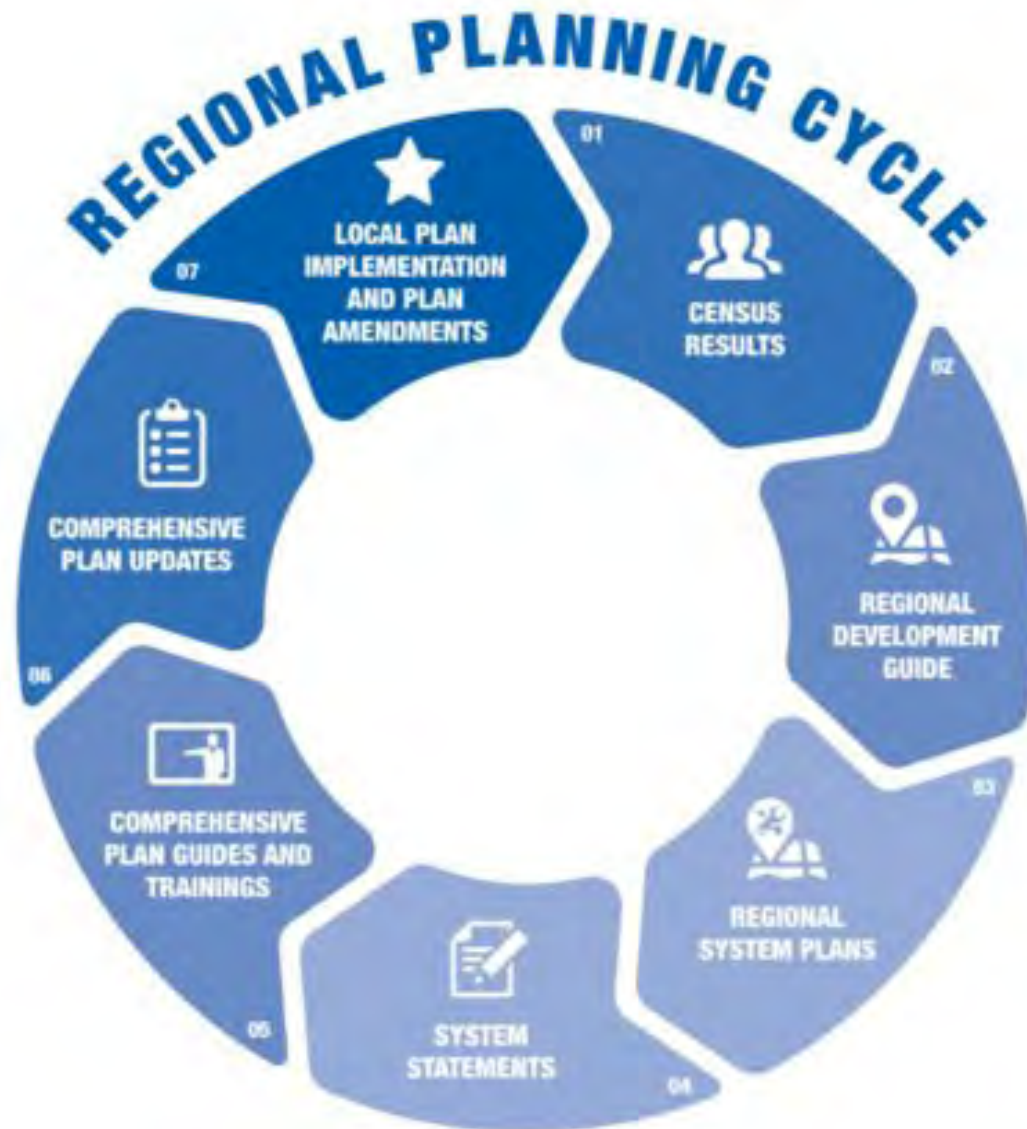 REGIONAL PLANNING CYCLE
01
CENSUS
RESULTS
02
REGIONAL
DEVELOPMENT
GUIDE
03
REGIONAL
SYSTEM PLANS
04
SYSTEM
STATEMENTS
05
COMPREHENSIVE
PLAN GUIDES AND
TRAININGS
06
COMPREHENSIVE
PLAN UPDATES
07
LOCAL PLAN
IMPLEMENTATION
AND PLAN
AMENDMENTS